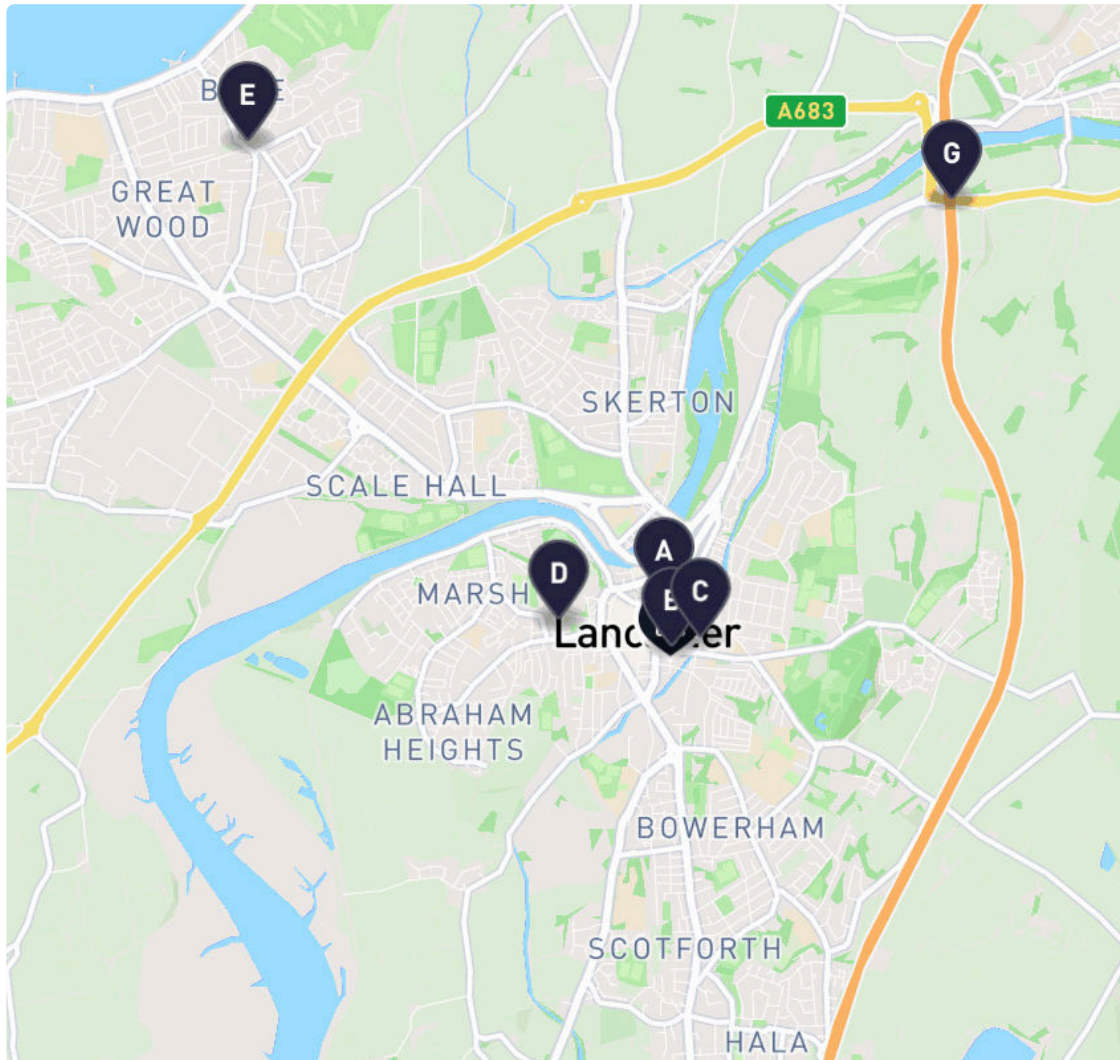 E
A683
G
GREAT
WOOD
SKERTON
SCALE HALL
A
D
B
C
MARSH
ABRAHAM
HEIGHTS
BOWERHAM
SCOTFORTH
HALA